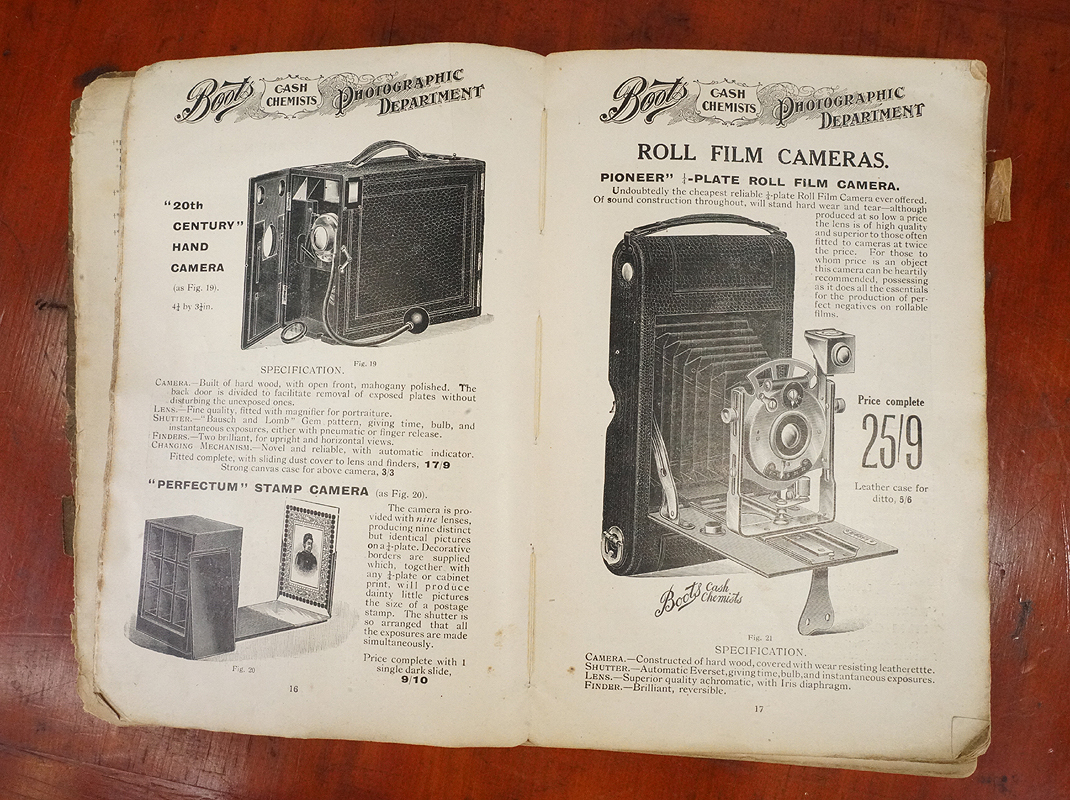 Boots CASH CHEMISTS PHOTOGRAPHIC DEPARTMENT
"20th
CENTURY"
HAND
CAMERA
(as Fig. 19).
4¼ by 3¼in.
Fig. 19
SPECIFICATION.
CAMERA.—Built of hard wood, with open front, mahogany polished. The
back door is divided to facilitate removal of exposed plates without
disturbing the unexposed ones.
LENS.—Fine quality, fitted with magnifier for portraiture.
SHUTTER.—"Bausch and Lomb" Gem pattern, giving time, bulb, and
instantaneous exposures, either with pneumatic or finger release.
FINDERS.—Two brilliant, for upright and horizontal views.
CHANGING MECHANISM.—Novel and reliable, with automatic indicator.
Fitted complete, with sliding dust cover to lens and finders, 17/9
Strong canvas case for above camera, 3/3
"PERFECTUM" STAMP CAMERA (as Fig. 20).
The camera is pro-
vided with nine lenses,
producing nine distinct
but identical pictures
on a ¼-plate. Decorative
borders are supplied
which, together with
any ¼-plate or cabinet
print, will produce
dainty little pictures
the size of a postage
stamp. The shutter is
so arranged that all
the exposures are made
simultaneously.
Price complete with 1
single dark slide,
9/10
Fig. 20
16
Boots CASH CHEMISTS PHOTOGRAPHIC DEPARTMENT
ROLL FILM CAMERAS.
PIONEER" ¼-PLATE ROLL FILM CAMERA.
Undoubtedly the cheapest reliable ¼-plate Roll Film Camera ever offered.
Of sound construction throughout, will stand hard wear and tear—although
produced at so low a price
the lens is of high quality
and superior to those often
fitted to cameras at twice
the price. For those to
whom price is an object
this camera can be heartily
recommended, possessing
as it does all the essentials
for the production of per-
fect negatives on rollable
films.
Price complete
25/9
Leather case for
ditto, 5/6
Boots Cash Chemists
Fig. 21
SPECIFICATION.
CAMERA.—Constructed of hard wood, covered with wear resisting leatherettte.
SHUTTER.—Automatic Everset, giving time, bulb, and instantaneous exposures.
LENS.—Superior quality achromatic, with Iris diaphragm.
FINDER.—Brilliant, reversible.
17